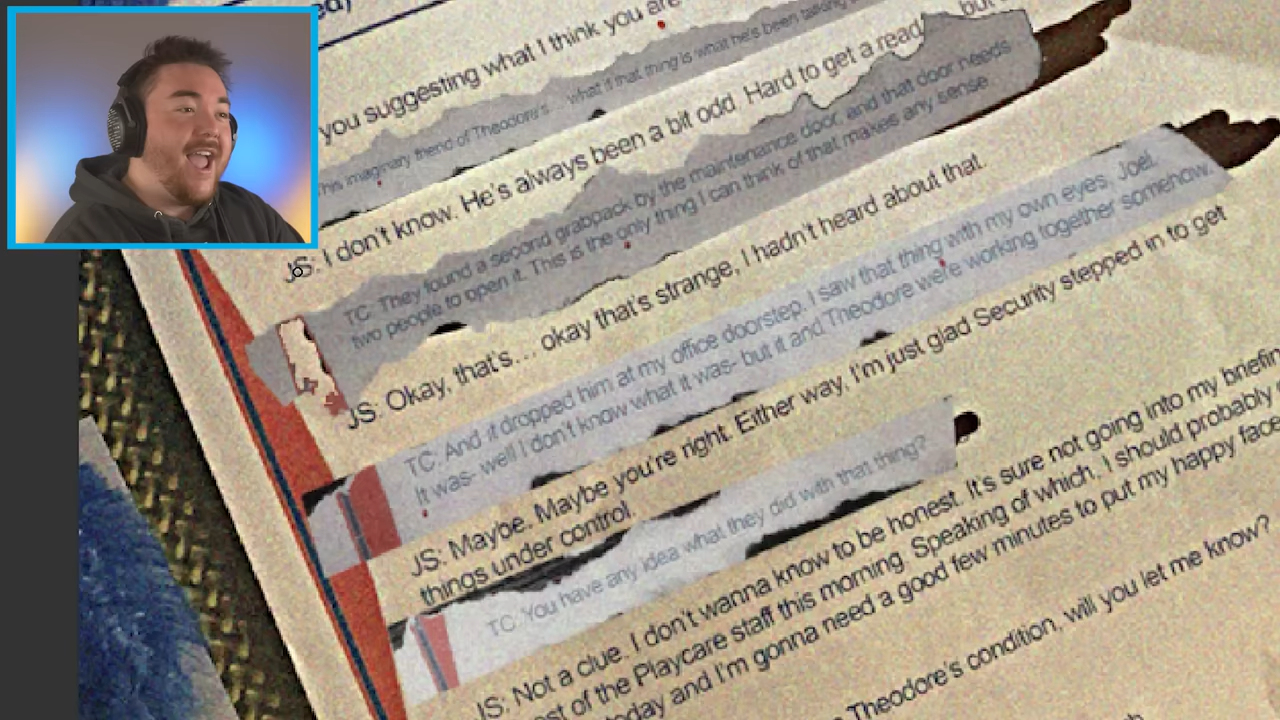 ed)
you suggesting what I think you are
This imaginary friend of Theodore's... what if that thing is what he's been talking
JS: I don't know. He's always been a bit odd. Hard to get a read, but
TC: They found a second grabpack by the maintenance door, and that door needs
two people to open it. This is the only thing I can think of that makes any sense
JS: Okay, that's... okay that's strange, I hadn't heard about that.
TC: And it dropped him at my office doorstep. I saw that thing with my own eyes, Joel.
It was- well I don't know what it was- but it and Theodore were working together somehow.
JS: Maybe. Maybe you're right. Either way, I'm just glad Security stepped in to get
things under control.
TC: You have any idea what they did with that thing?
JS: Not a clue. I don't wanna know to be honest. It's sure not going into my briefin
est of the Playcare staff this morning. Speaking of which, I should probably
today and I'm gonna need a good few minutes to put my happy face
Theodore's condition, will you let me know?